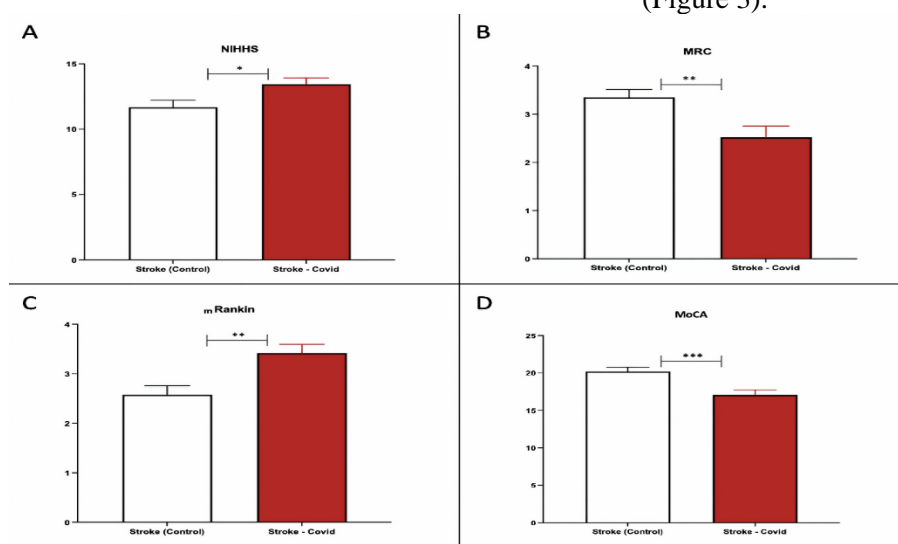 (Figure 3).
A
NIHHS
15
*
10
5
0
Stroke (Control)
Stroke - Covid
B
MRC
4
**
3
2
1
0
Stroke (Control)
Stroke - Covid
C
mRankin
4
**
3
2
1
0
Stroke (Control)
Stroke - Covid
D
MoCA
25
***
20
15
10
5
0
Stroke (Control)
Stroke - Covid